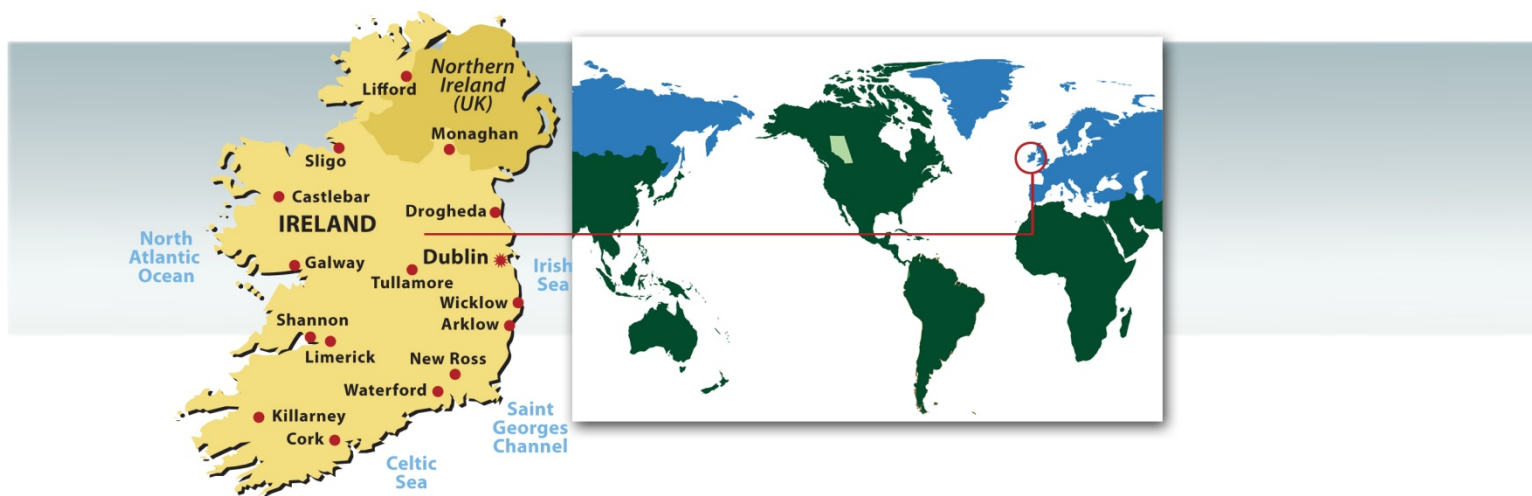 Northern
Ireland
(UK)
Lifford
Monaghan
Sligo
Castlebar
Drogheda
IRELAND
North
Atlantic
Ocean
Galway
Dublin
Tullamore
Irish
Sea
Wicklow
Shannon
Arklow
Limerick
New Ross
Waterford
Killarney
Saint
Georges
Channel
Cork
Celtic
Sea